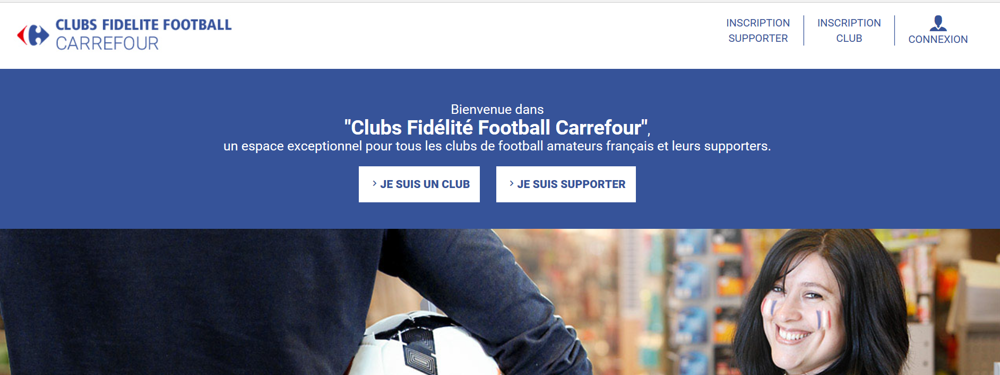 CLUBS FIDELITE FOOTBALL
CARREFOUR
INSCRIPTION
SUPPORTER
INSCRIPTION
CLUB
CONNEXION
Bienvenue dans
"Clubs Fidélité Football Carrefour",
un espace exceptionnel pour tous les clubs de football amateurs français et leurs supporters.
› JE SUIS UN CLUB
› JE SUIS SUPPORTER